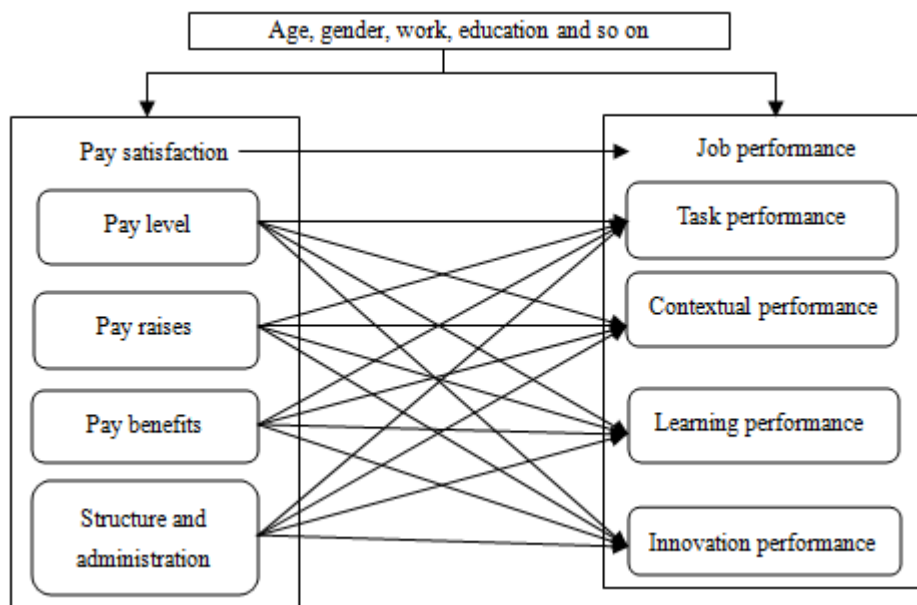 Age, gender, work, education and so on
Pay satisfaction
Job performance
Pay level
Task performance
Pay raises
Contextual performance
Pay benefits
Learning performance
Structure and
administration
Innovation performance